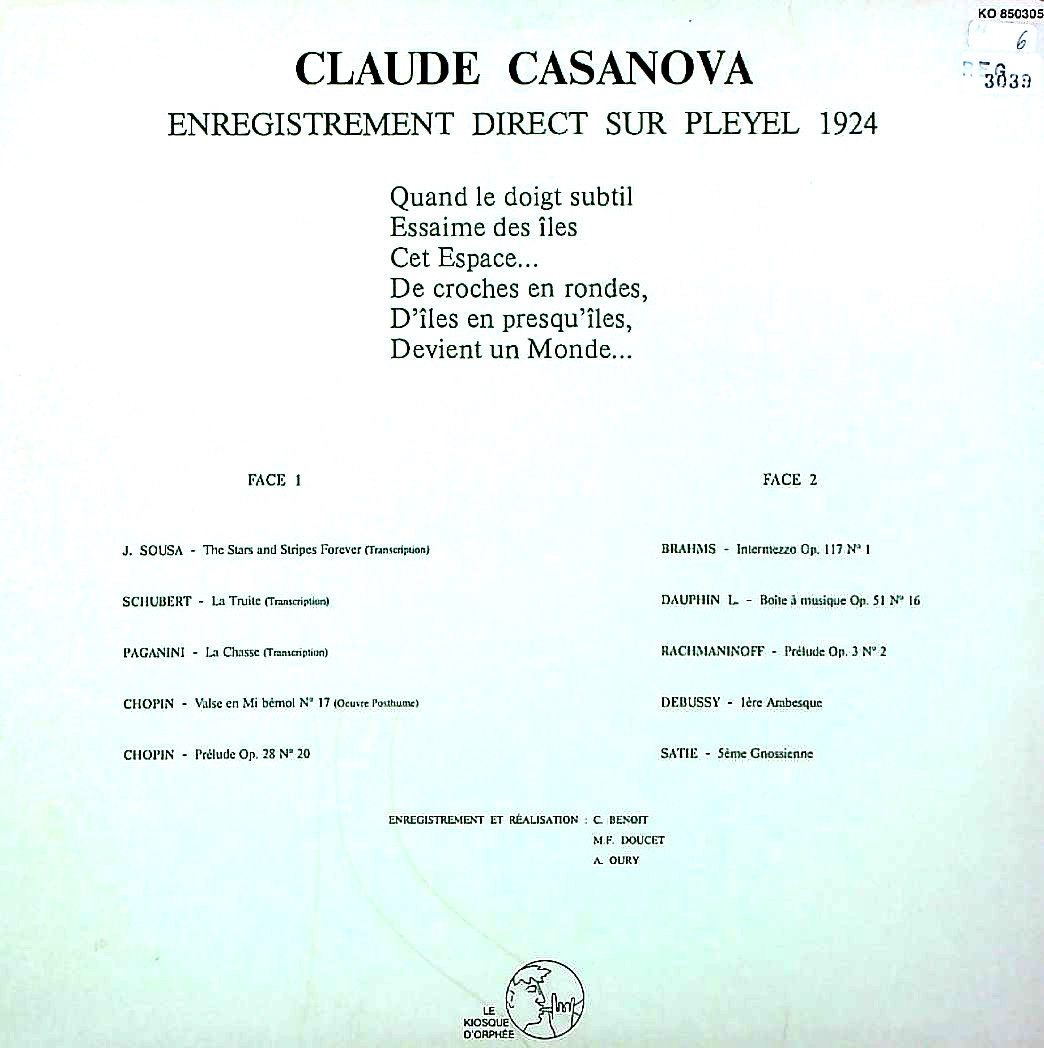 KO 850305
6
REG
3039
CLAUDE CASANOVA
ENREGISTREMENT DIRECT SUR PLEYEL 1924
Quand le doigt subtil
Essaime des îles
Cet Espace...
De croches en rondes,
D'îles en presqu'îles,
Devient un Monde...
FACE 1
J. SOUSA - The Stars and Stripes Forever (Transcription)
SCHUBERT - La Truite (Transcription)
PAGANINI - La Chasse (Transcription)
CHOPIN - Valse en Mi bémol N° 17 (Oeuvre Posthume)
CHOPIN - Prélude Op. 28 N° 20
FACE 2
BRAHMS - Intermezzo Op. 117 N° 1
DAUPHIN L. - Boîte à musique Op. 51 N° 16
RACHMANINOFF - Prélude Op. 3 N° 2
DEBUSSY - 1ère Arabesque
SATIE - 5ème Gnossienne
ENREGISTREMENT ET RÉALISATION : C. BENOIT
M.F. DOUCET
A. OURY
LE
KIOSQUE
D'ORPHÉE